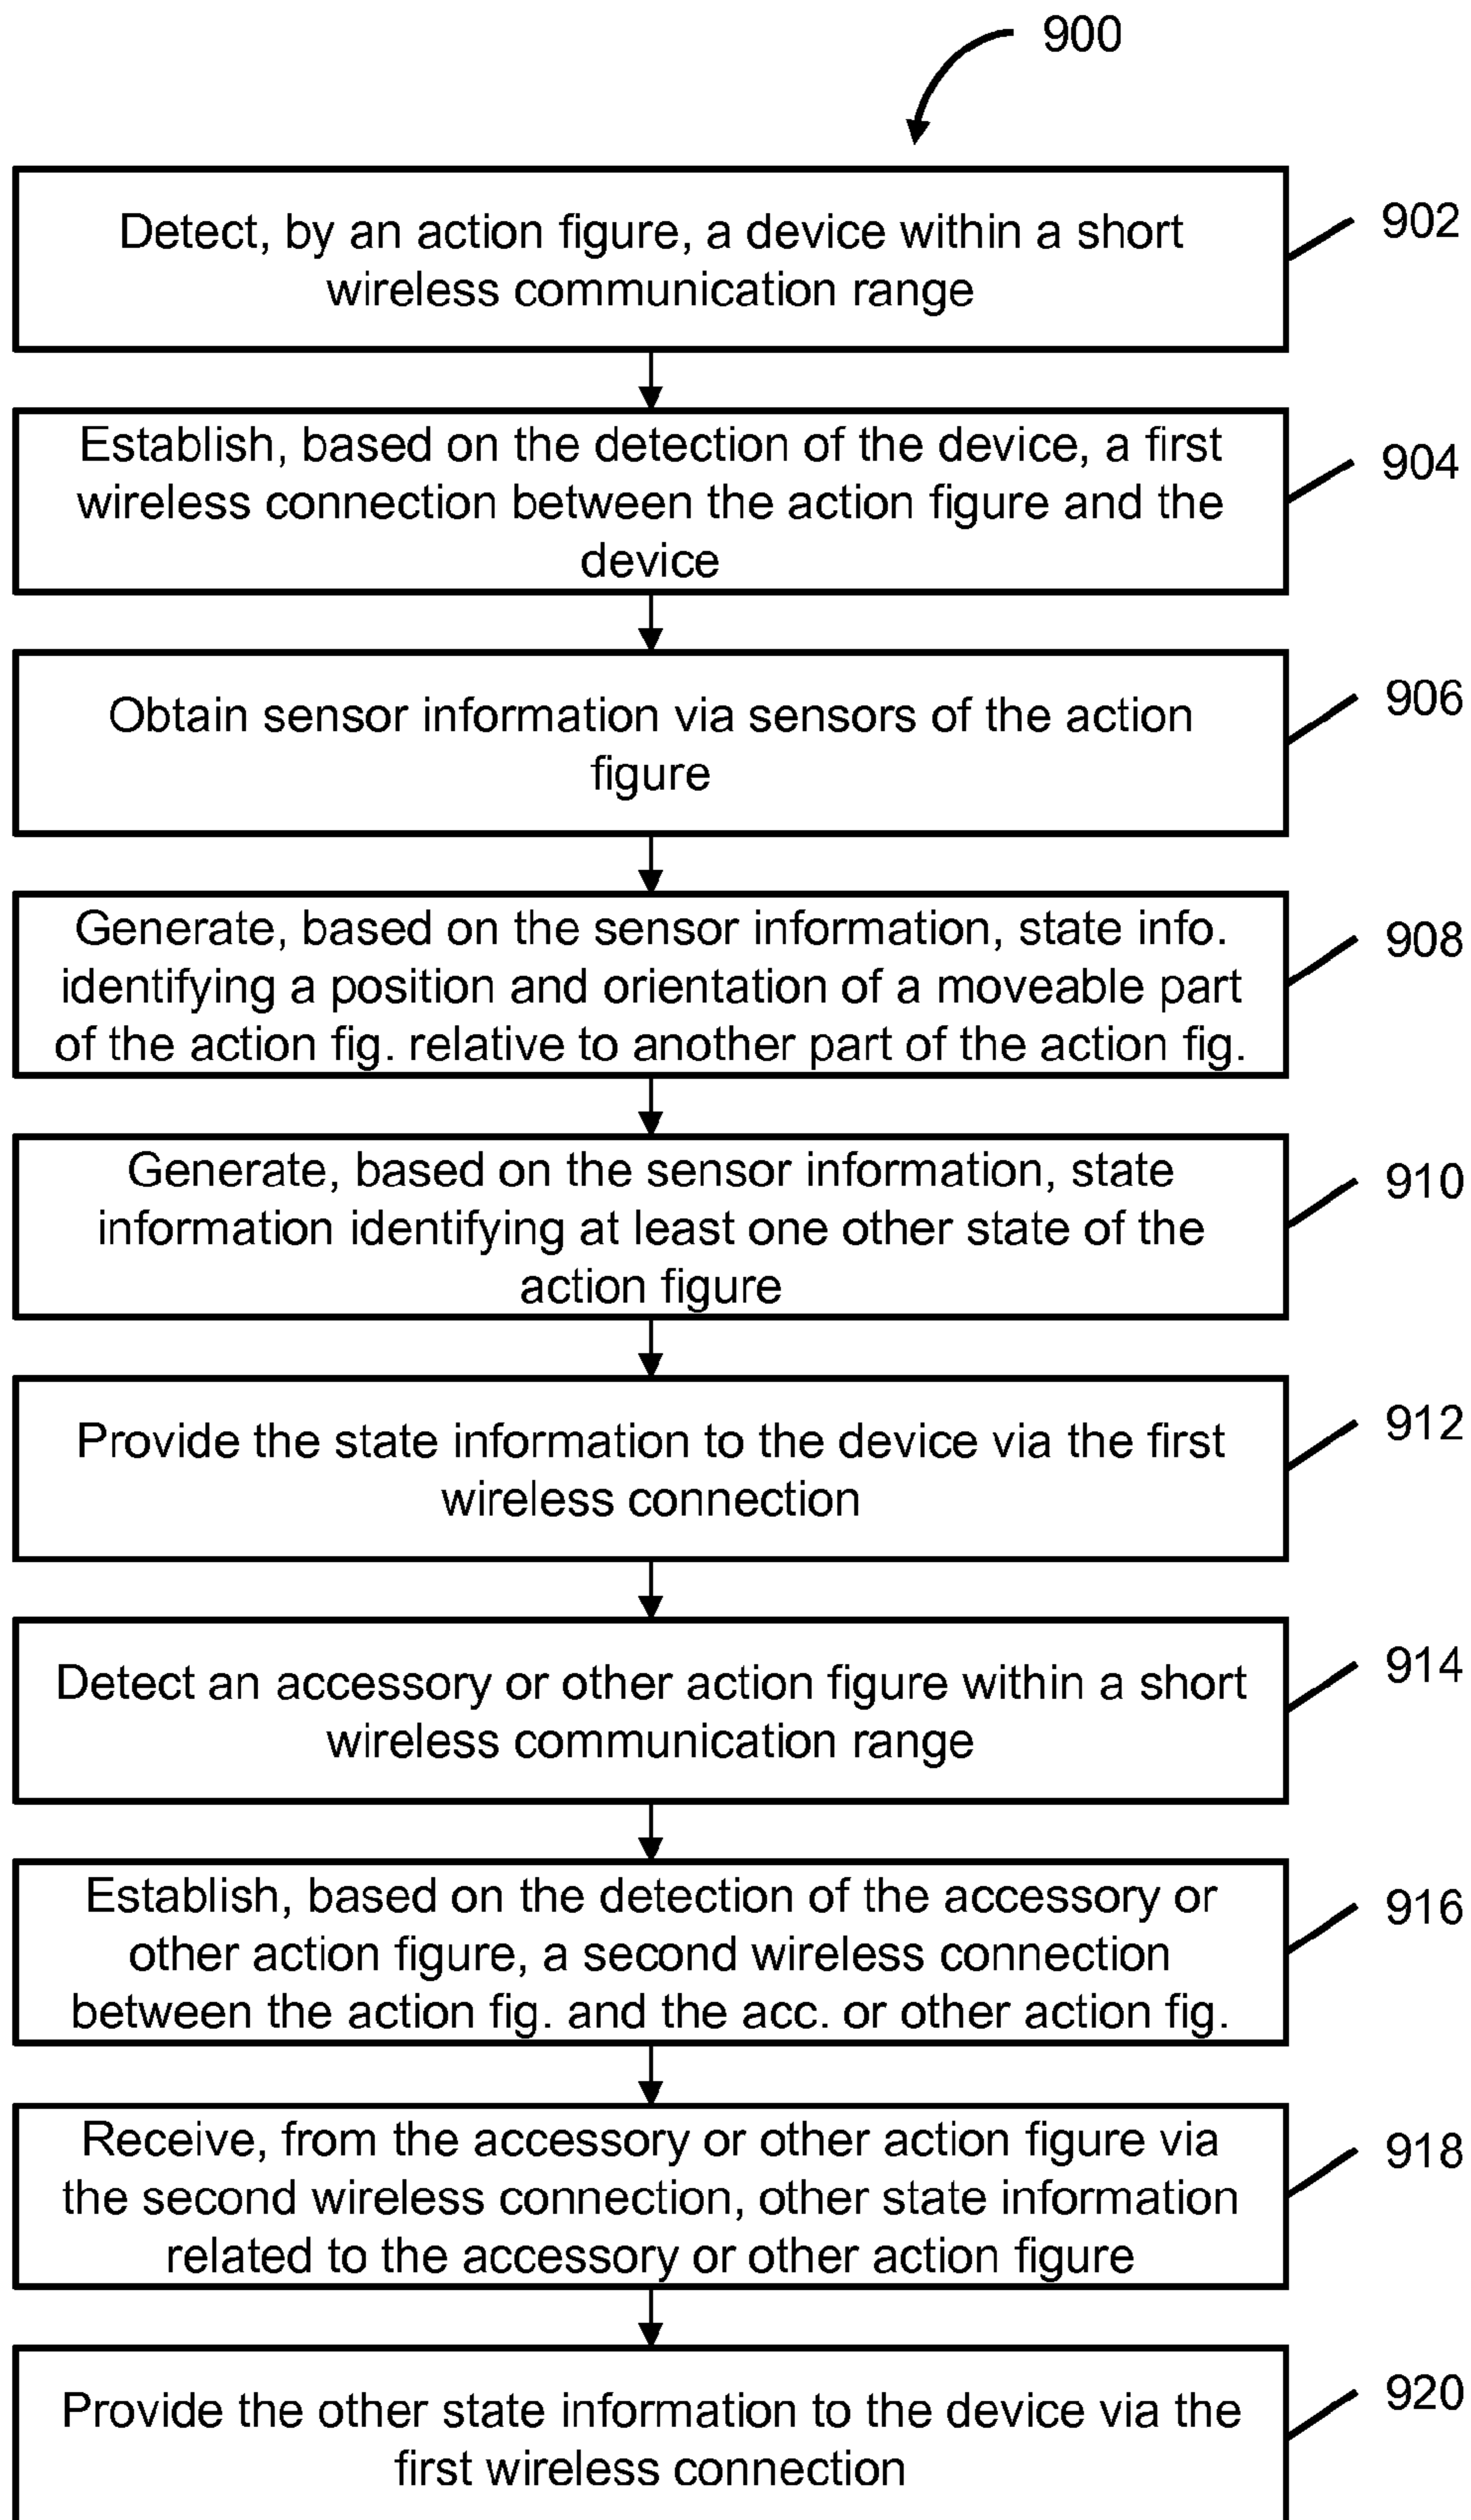 900
Detect, by an action figure, a device within a short
wireless communication range
902
Establish, based on the detection of the device, a first
wireless connection between the action figure and the
device
904
Obtain sensor information via sensors of the action
figure
906
Generate, based on the sensor information, state info.
identifying a position and orientation of a moveable part
of the action fig. relative to another part of the action fig.
908
Generate, based on the sensor information, state
information identifying at least one other state of the
action figure
910
Provide the state information to the device via the first
wireless connection
912
Detect an accessory or other action figure within a short
wireless communication range
914
Establish, based on the detection of the accessory or
other action figure, a second wireless connection
between the action fig. and the acc. or other action fig.
916
Receive, from the accessory or other action figure via
the second wireless connection, other state information
related to the accessory or other action figure
918
Provide the other state information to the device via the
first wireless connection
920